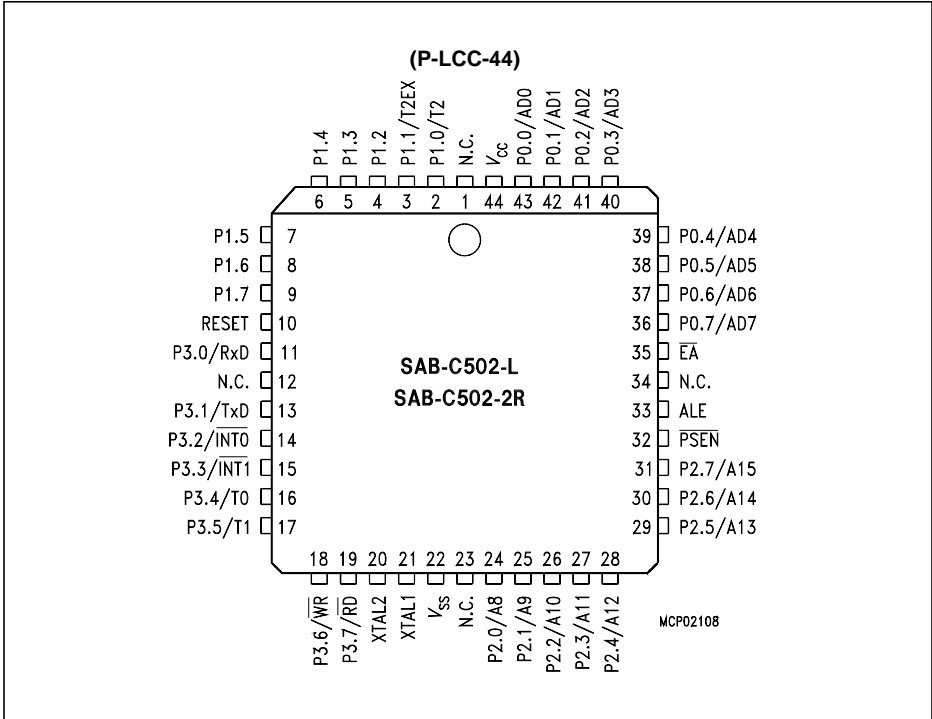 (P-LCC-44)
P1.4
P1.3
P1.2
P1.1/T2EX
P1.0/T2
N.C.
VCC
P0.0/AD0
P0.1/AD1
P0.2/AD2
P0.3/AD3
6 5 4 3 2 1 44 43 42 41 40
P1.5 7
P1.6 8
P1.7 9
RESET 10
P3.0/RxD 11
N.C. 12
P3.1/TxD 13
P3.2/INT0 14
P3.3/INT1 15
P3.4/T0 16
P3.5/T1 17
SAB-C502-L
SAB-C502-2R
39 P0.4/AD4
38 P0.5/AD5
37 P0.6/AD6
36 P0.7/AD7
35 EA
34 N.C.
33 ALE
32 PSEN
31 P2.7/A15
30 P2.6/A14
29 P2.5/A13
18 19 20 21 22 23 24 25 26 27 28
P3.6/WR
P3.7/RD
XTAL2
XTAL1
VSS
N.C.
P2.0/A8
P2.1/A9
P2.2/A10
P2.3/A11
P2.4/A12
MCP02108